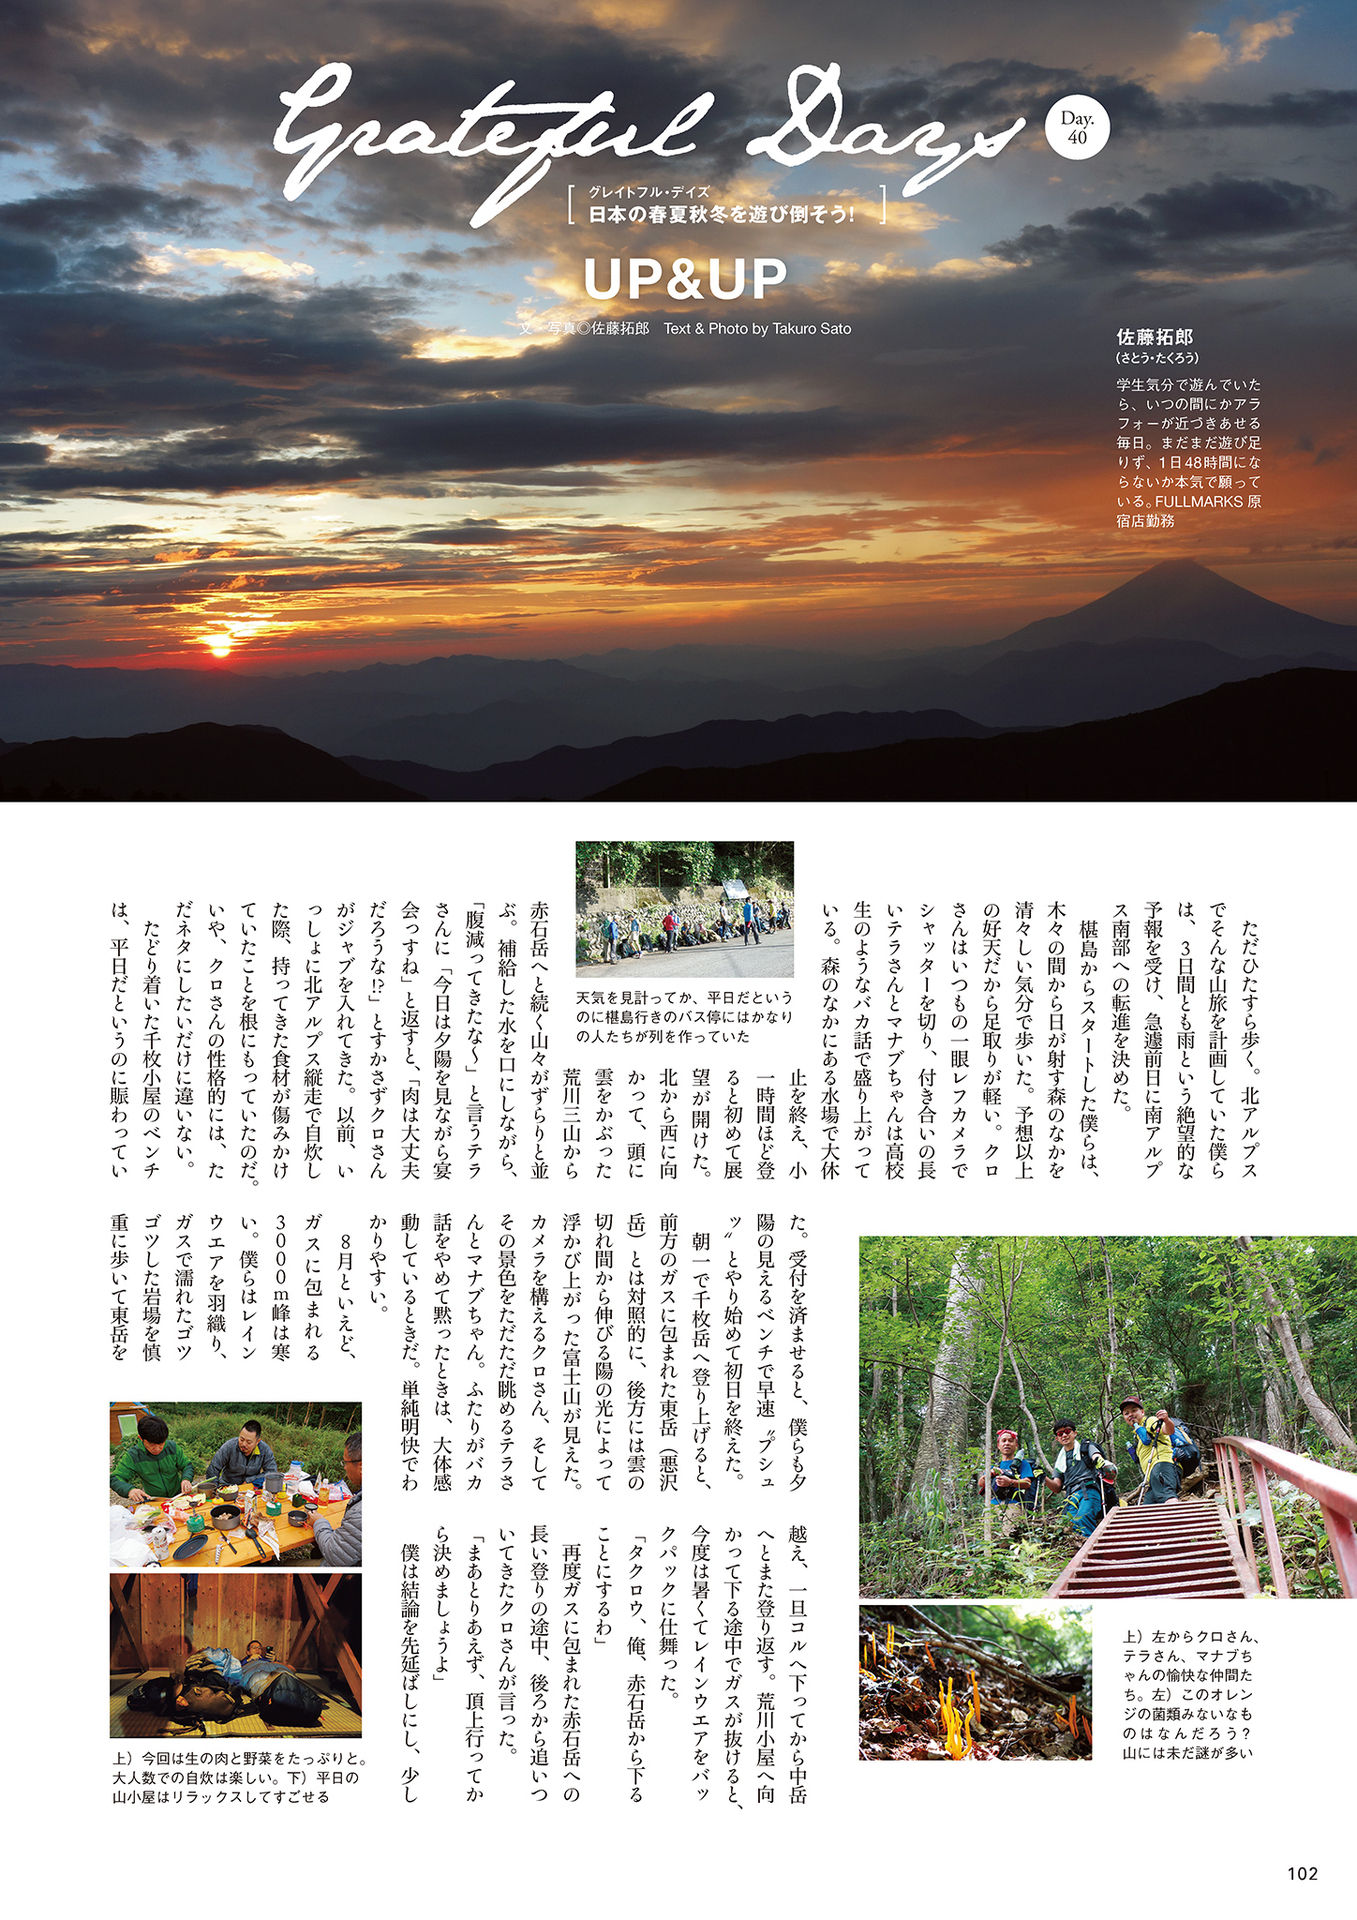 Grateful Days
Day.
40
グレイトフル・デイズ
日本の春夏秋冬を遊び倒そう!
UP&UP
文・写真◎佐藤拓郎 Text & Photo by Takuro Sato
佐藤拓郎
(さとう・たくろう)
学生気分で遊んでいた
ら、いつの間にかアラ
フォーが近づきあせる
毎日。まだまだ遊び足
りず、1日48時間にな
らないか本気で願って
いる。FULLMARKS 原
宿店勤務
ただひたすら歩く。北アルプス
でそんな山旅を計画していた僕ら
は、3日間とも雨という絶望的な
予報を受け、急遽前日に南アルプ
ス南部への転進を決めた。
椹島からスタートした僕らは、
木々の間から日が射す森のなかを
清々しい気分で歩いた。予想以上
の好天だから足取りが軽い。クロ
さんはいつもの一眼レフカメラで
シャッターを切り、付き合いの長
いテラさんとマナブちゃんは高校
生のようなバカ話で盛り上がって
いる。森のなかにある水場で大休
止を終え、小
一時間ほど登
ると初めて展
望が開けた。
北から西に向
かって、頭に
雲をかぶった
荒川三山から
赤石岳へと続く山々がずらりと並
ぶ。補給した水を口にしながら、
「腹減ってきたな〜」と言うテラ
さんに「今日は夕陽を見ながら宴
会っすね」と返すと、「肉は大丈夫
だろうな!?」とすかさずクロさん
がジャブを入れてきた。以前、い
っしょに北アルプス縦走で自炊し
た際、持ってきた食材が傷みかけ
ていたことを根にもっていたのだ。
いや、クロさんの性格的には、た
だネタにしたいだけに違いない。
たどり着いた千枚小屋のベンチ
は、平日だというのに賑わってい
天気を見計ってか、平日だという
のに椹島行きのバス停にはかなり
の人たちが列を作っていた
た。受付を済ませると、僕らも夕
陽の見えるベンチで早速〝プシュ
ッ〟とやり始めて初日を終えた。
朝一で千枚岳へ登り上げると、
前方のガスに包まれた東岳(悪沢
岳)とは対照的に、後方には雲の
切れ間から伸びる陽の光によって
浮かび上がった富士山が見えた。
カメラを構えるクロさん、そして
その景色をただただ眺めるテラさ
んとマナブちゃん。ふたりがバカ
話をやめて黙ったときは、大体感
動しているときだ。単純明快でわ
かりやすい。
8月といえど、
ガスに包まれる
3000m峰は寒
い。僕らはレイン
ウエアを羽織り、
ガスで濡れたゴツ
ゴツした岩場を慎
重に歩いて東岳を
越え、一旦コルへ下ってから中岳
へとまた登り返す。荒川小屋へ向
かって下る途中でガスが抜けると、
今度は暑くてレインウエアをバッ
クパックに仕舞った。
「タクロウ、俺、赤石岳から下る
ことにするわ」
再度ガスに包まれた赤石岳への
長い登りの途中、後ろから追いつ
いてきたクロさんが言った。
「まあとりあえず、頂上行ってか
ら決めましょうよ」
僕は結論を先延ばしにし、少し
上)左からクロさん、
テラさん、マナブち
ゃんの愉快な仲間た
ち。左)このオレン
ジの菌類みないなも
のはなんだろう?
山には未だ謎が多い
上)今回は生の肉と野菜をたっぷりと。
大人数での自炊は楽しい。下)平日の
山小屋はリラックスしてすごせる
102